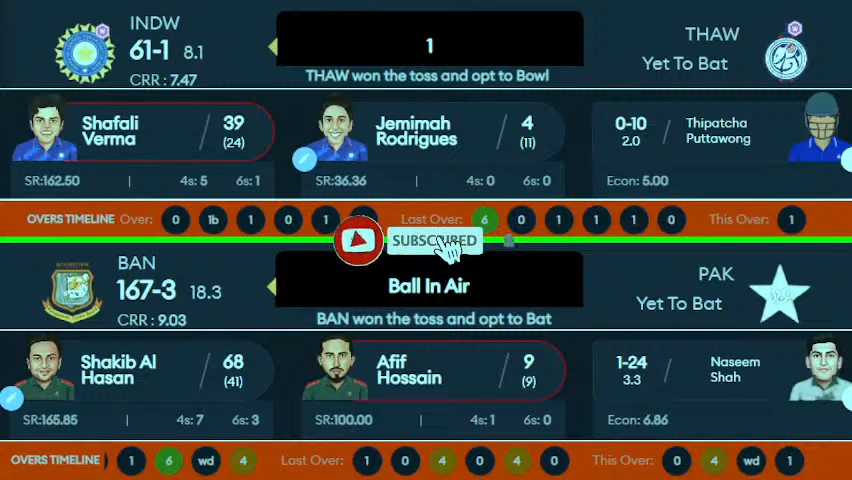 INDW
61-1 8.1
CRR : 7.47
1
THAW won the toss and opt to Bowl
THAW
Yet To Bat
Shafali Verma
39
(24)
SR:162.50 | 4s: 5 6s: 1
Jemimah Rodrigues
4
(11)
SR:36.36 | 4s: 0 6s: 0
0-10
2.0
Thipatcha Puttawong
Econ: 5.00
OVERS TIMELINE Over: 0 1b 1 0 1 Last Over: 6 0 1 1 1 0 This Over: 1
SUBSCRIBED
BAN
167-3 18.3
CRR : 9.03
Ball In Air
BAN won the toss and opt to Bat
PAK
Yet To Bat
Shakib Al Hasan
68
(41)
SR:165.85 | 4s: 7 6s: 3
Afif Hossain
9
(9)
SR:100.00 | 4s: 1 6s: 0
1-24
3.3
Naseem Shah
Econ: 6.86
OVERS TIMELINE 1 6 wd 4 Last Over: 1 0 4 0 4 0 This Over: 0 4 wd 1